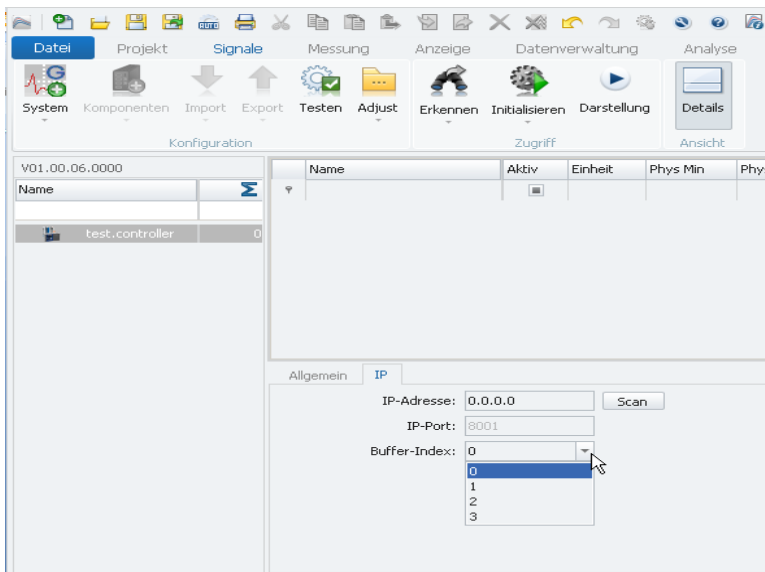 Datei Projekt Signale Messung Anzeige Datenverwaltung Analyse
System Komponenten Import Export Testen Adjust Erkennen Initialisieren Darstellung Details
Konfiguration Zugriff Ansicht
V01.00.06.0000
Name Σ
test.controller 0
Name Aktiv Einheit Phys Min Phy
Allgemein IP
IP-Adresse: 0.0.0.0 Scan
IP-Port: 8001
Buffer-Index: 0
0
1
2
3